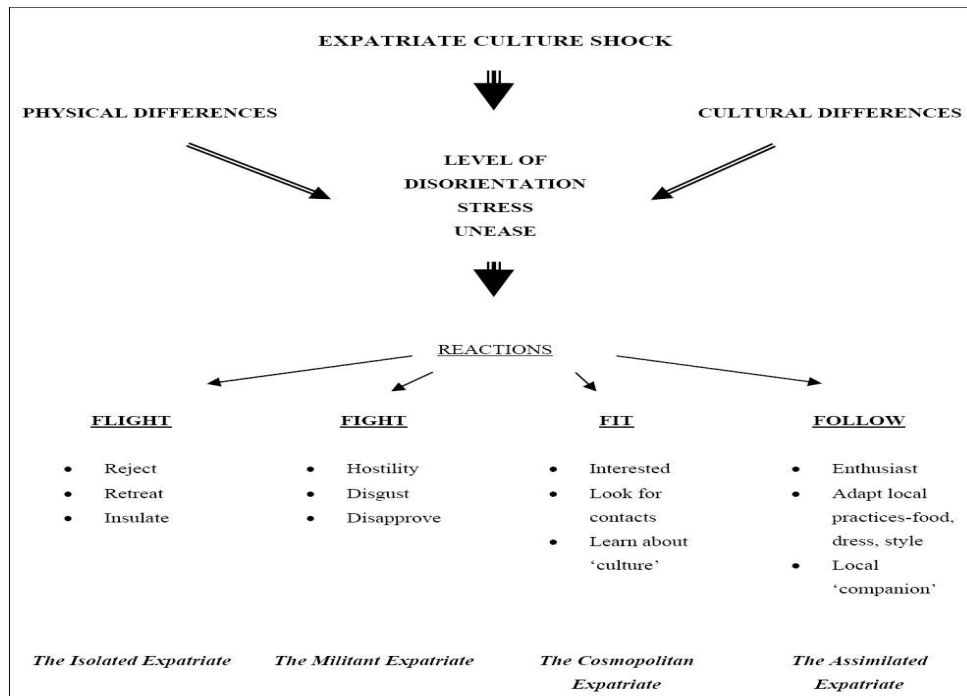 EXPATRIATE CULTURE SHOCK
PHYSICAL DIFFERENCES
CULTURAL DIFFERENCES
LEVEL OF
DISORIENTATION
STRESS
UNEASE
REACTIONS
FLIGHT
• Reject
• Retreat
• Insulate
FIGHT
• Hostility
• Disgust
• Disapprove
FIT
• Interested
• Look for
contacts
• Learn about
‘culture’
FOLLOW
• Enthusiast
• Adapt local
practices-food,
dress, style
• Local
‘companion’
The Isolated Expatriate
The Militant Expatriate
The Cosmopolitan
Expatriate
The Assimilated
Expatriate